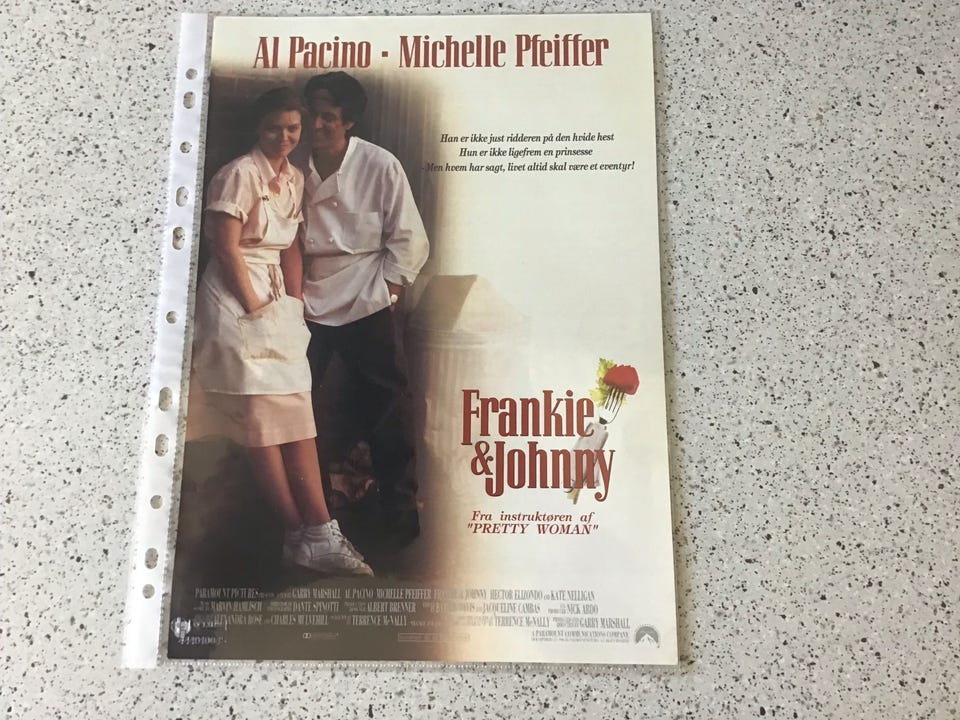 Al Pacino · Michelle Pfeiffer
Han er ikke just ridderen på den hvide hest
Hun er ikke ligefrem en prinsesse
-Men hvem har sagt, livet altid skal være et eventyr!
Frankie
&Johnny
Fra instruktøren af
"PRETTY WOMAN"
PARAMOUNT PICTURES GARRY MARSHALL AL PACINO MICHELLE PFEIFFER JOHNNY HECTOR ELIZONDO AND KATE NELLIGAN
MARVIN HAMLISCH DANTE SPINOTTI ALBERT BRENNER JACQUELINE CAMBAS NICK ABDO
ROSE AND CHARLES MULVEHILL TERRENCE McNALLY TERRENCE McNALLY GARRY MARSHALL
A PARAMOUNT COMMUNICATIONS COMPANY